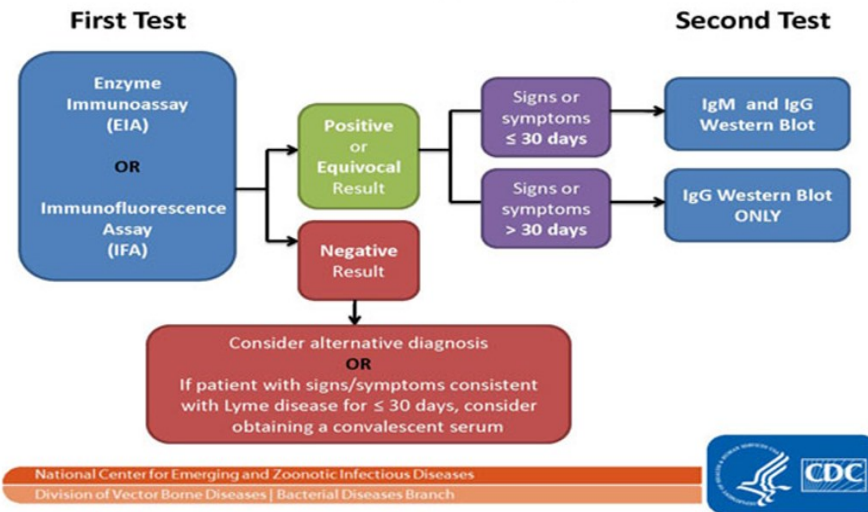 First Test
Second Test
Enzyme
Immunoassay
(EIA)
OR
Immunofluorescence
Assay
(IFA)
Positive
or
Equivocal
Result
Negative
Result
Signs or
symptoms
≤ 30 days
Signs or
symptoms
> 30 days
IgM and IgG
Western Blot
IgG Western Blot
ONLY
Consider alternative diagnosis
OR
If patient with signs/symptoms consistent
with Lyme disease for ≤ 30 days, consider
obtaining a convalescent serum
National Center for Emerging and Zoonotic Infectious Diseases
Division of Vector Borne Diseases | Bacterial Diseases Branch
CDC